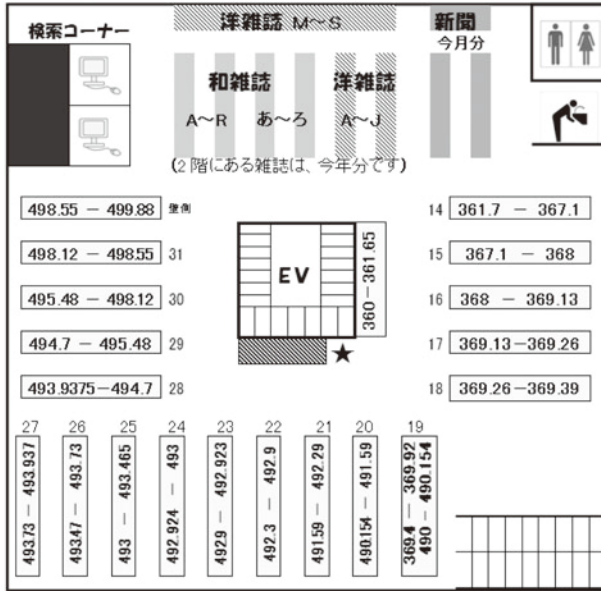 検索コーナー
洋雑誌 M～S
新聞
今月分
和雑誌
洋雑誌
A～R
あ～ろ
A～J
(2階にある雑誌は、今年分です)
498.55 － 499.88
壁側
498.12 － 498.55
31
495.48 － 498.12
30
494.7 － 495.48
29
493.9375－494.7
28
EV
360－361.65
★
14
361.7 － 367.1
15
367.1 － 368
16
368 － 369.13
17
369.13－369.26
18
369.26－369.39
27
26
25
24
23
22
21
20
19
493.73 － 493.937
493.47 － 493.73
493 － 493.465
492.924 － 493
492.9 － 492.923
492.3 － 492.9
491.59 － 492.29
490.154 － 491.59
369.4 － 369.92
490 － 490.154